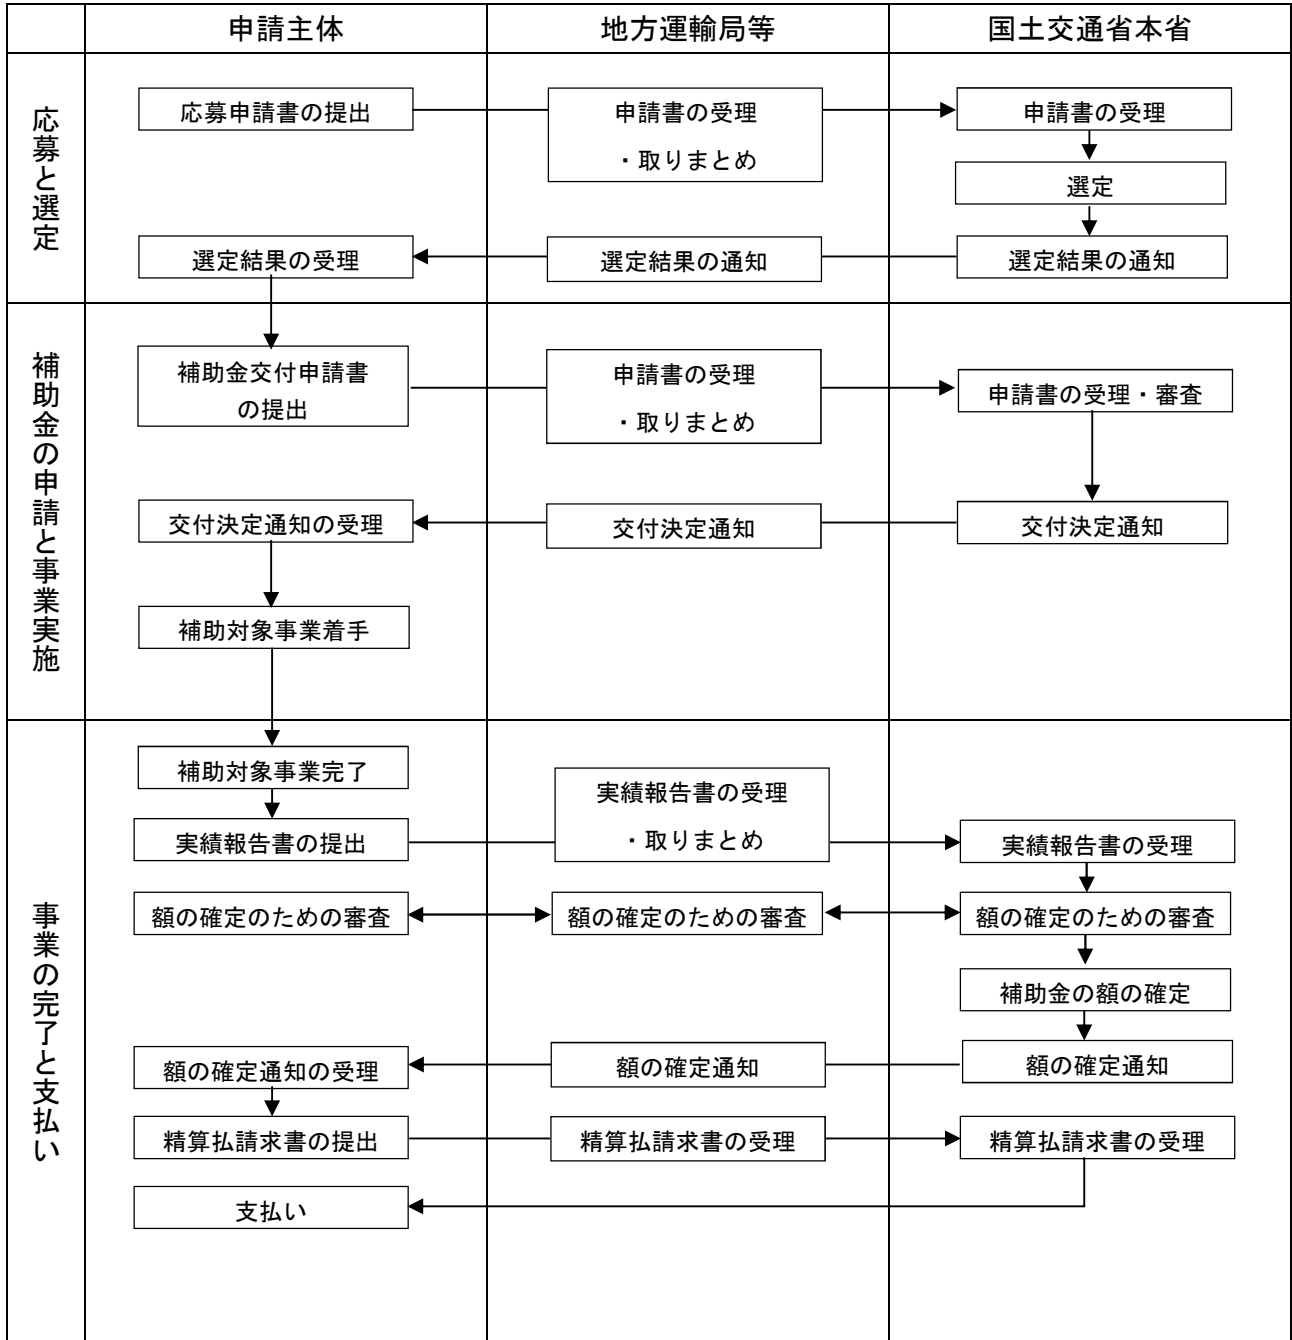 申請主体
地方運輸局等
国土交通省本省
応募と選定
応募申請書の提出
申請書の受理
・取りまとめ
申請書の受理
選定
選定結果の受理
選定結果の通知
選定結果の通知
補助金の申請と事業実施
補助金交付申請書
の提出
申請書の受理
・取りまとめ
申請書の受理・審査
交付決定通知の受理
交付決定通知
交付決定通知
補助対象事業着手
事業の完了と支払い
補助対象事業完了
実績報告書の提出
実績報告書の受理
・取りまとめ
実績報告書の受理
額の確定のための審査
額の確定のための審査
額の確定のための審査
補助金の額の確定
額の確定通知の受理
額の確定通知
額の確定通知
精算払請求書の提出
精算払請求書の受理
精算払請求書の受理
支払い